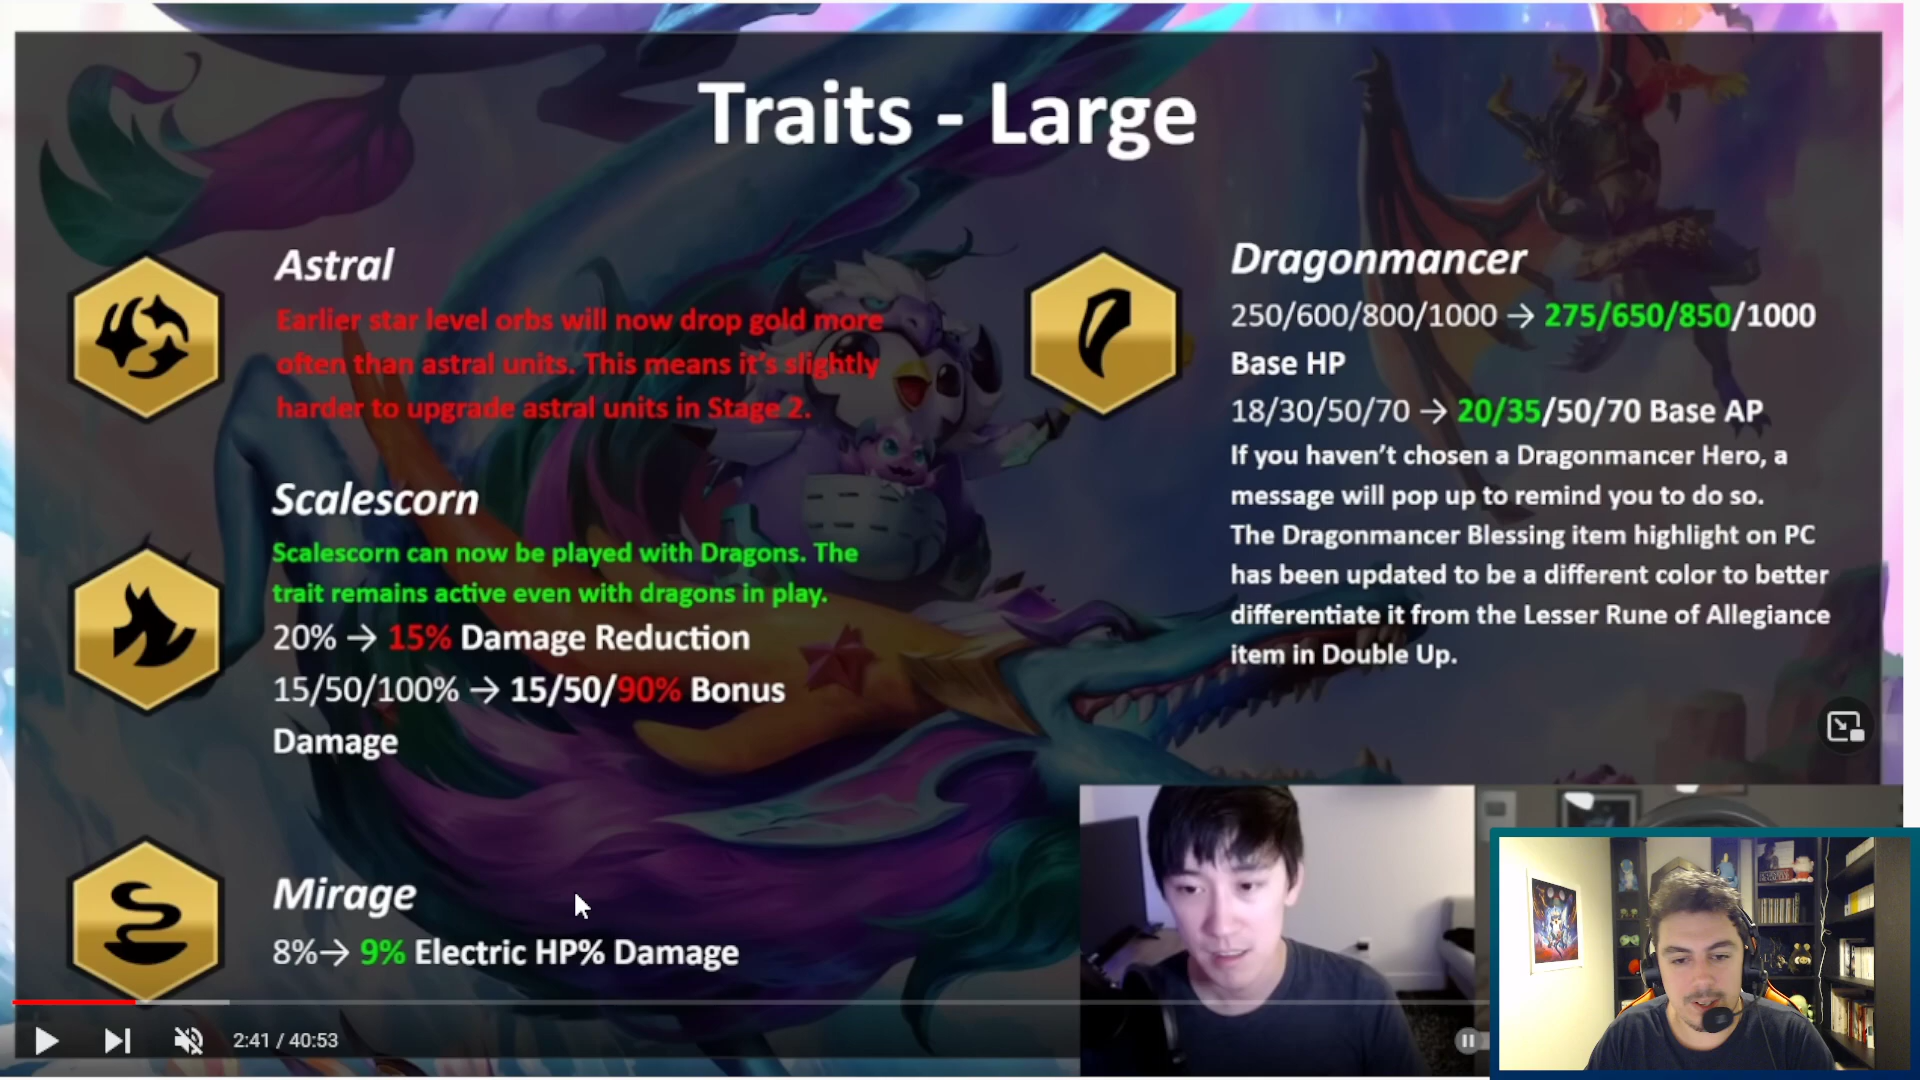 Traits - Large
Astral
Earlier star level orbs will now drop gold more
often than astral units. This means it's slightly
harder to upgrade astral units in Stage 2.
Scalescorn
Scalescorn can now be played with Dragons. The
trait remains active even with dragons in play.
20% → 15% Damage Reduction
15/50/100% → 15/50/90% Bonus
Damage
Mirage
8%→ 9% Electric HP% Damage
Dragonmancer
250/600/800/1000 → 275/650/850/1000
Base HP
18/30/50/70 → 20/35/50/70 Base AP
If you haven't chosen a Dragonmancer Hero, a
message will pop up to remind you to do so.
The Dragonmancer Blessing item highlight on PC
has been updated to be a different color to better
differentiate it from the Lesser Rune of Allegiance
item in Double Up.
2:41 / 40:53